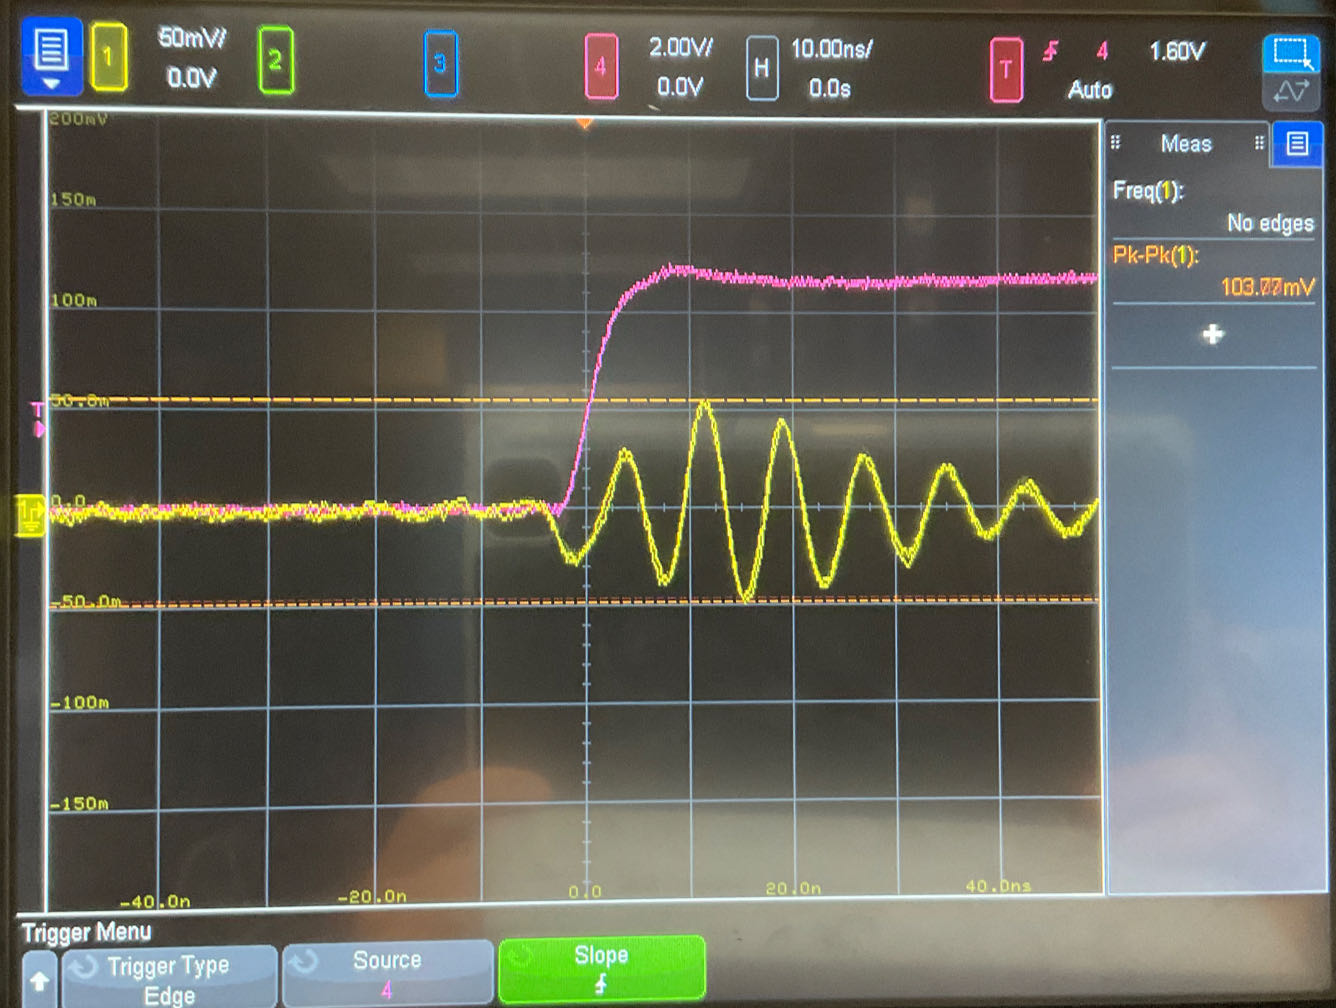 1 50mV/ 2 3 4 2.00V/ H 10.00ns/ T 4 1.60V
0.0V 0.0V 0.0s Auto
200mV
150m
100m
50.8m
0.0
-50.0m
-100m
-150m
T
1
-40.0n -20.0n 0.0 20.0n 40.0ns
Meas
Freq(1):
No edges
Pk-Pk(1):
103.77mV
Trigger Menu
Trigger Type
Edge
Source
4
Slope